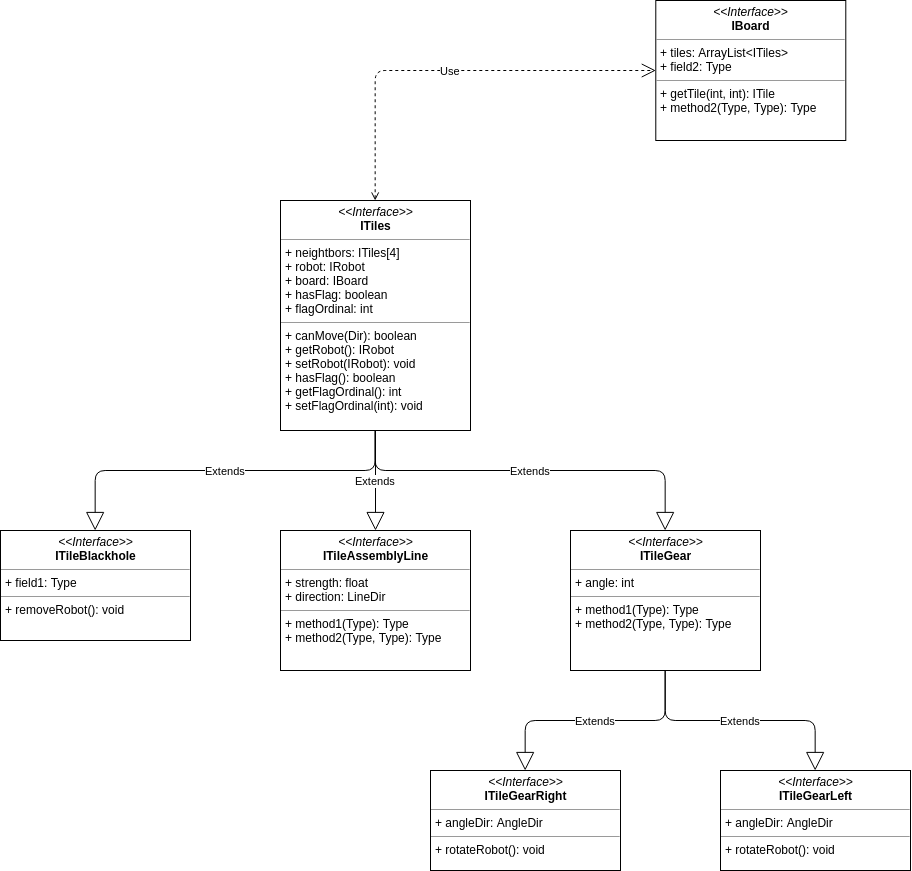 <<Interface>>
IBoard
+ tiles: ArrayList<ITiles>
+ field2: Type
+ getTile(int, int): ITile
+ method2(Type, Type): Type
Use
<<Interface>>
ITiles
+ neightbors: ITiles[4]
+ robot: IRobot
+ board: IBoard
+ hasFlag: boolean
+ flagOrdinal: int
+ canMove(Dir): boolean
+ getRobot(): IRobot
+ setRobot(IRobot): void
+ hasFlag(): boolean
+ getFlagOrdinal(): int
+ setFlagOrdinal(int): void
Extends
Extends
Extends
<<Interface>>
ITileBlackhole
+ field1: Type
+ removeRobot(): void
<<Interface>>
ITileAssemblyLine
+ strength: float
+ direction: LineDir
+ method1(Type): Type
+ method2(Type, Type): Type
<<Interface>>
ITileGear
+ angle: int
+ method1(Type): Type
+ method2(Type, Type): Type
Extends
Extends
<<Interface>>
ITileGearRight
+ angleDir: AngleDir
+ rotateRobot(): void
<<Interface>>
ITileGearLeft
+ angleDir: AngleDir
+ rotateRobot(): void